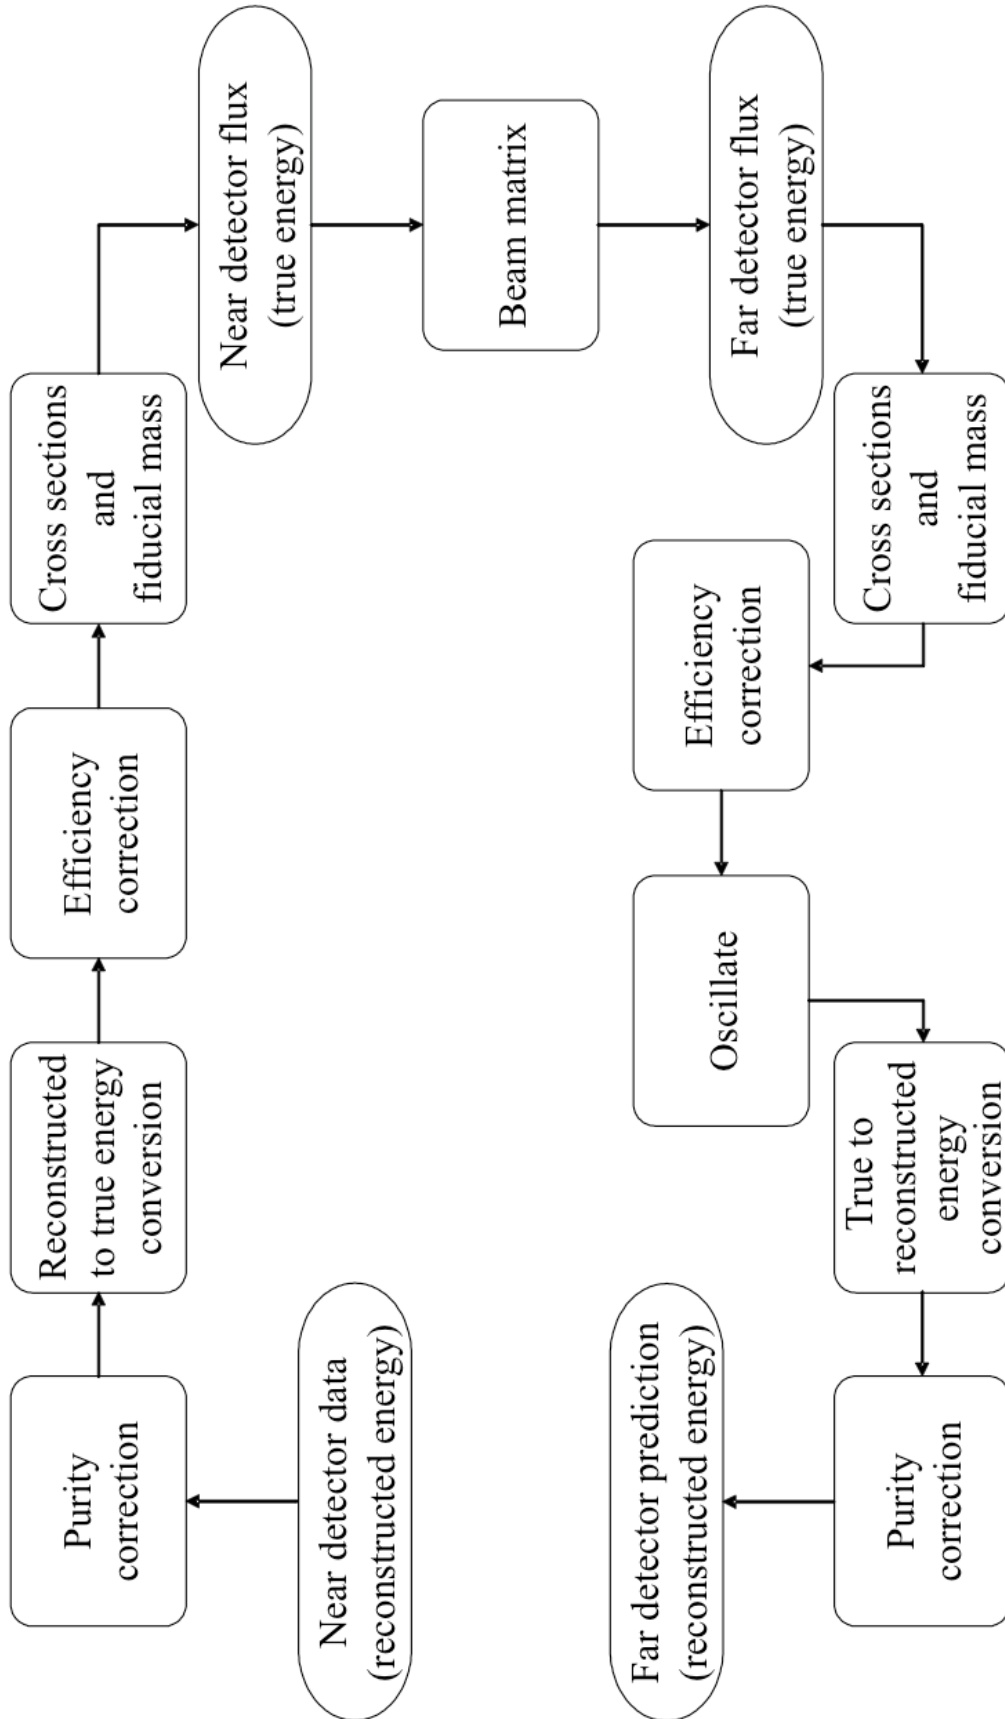 Near detector data
(reconstructed energy)
Purity
correction
Reconstructed
to true energy
conversion
Efficiency
correction
Cross sections
and
fiducial mass
Near detector flux
(true energy)
Beam matrix
Far detector flux
(true energy)
Cross sections
and
fiducial mass
Efficiency
correction
Oscillate
True to
reconstructed
energy
conversion
Purity
correction
Far detector prediction
(reconstructed energy)